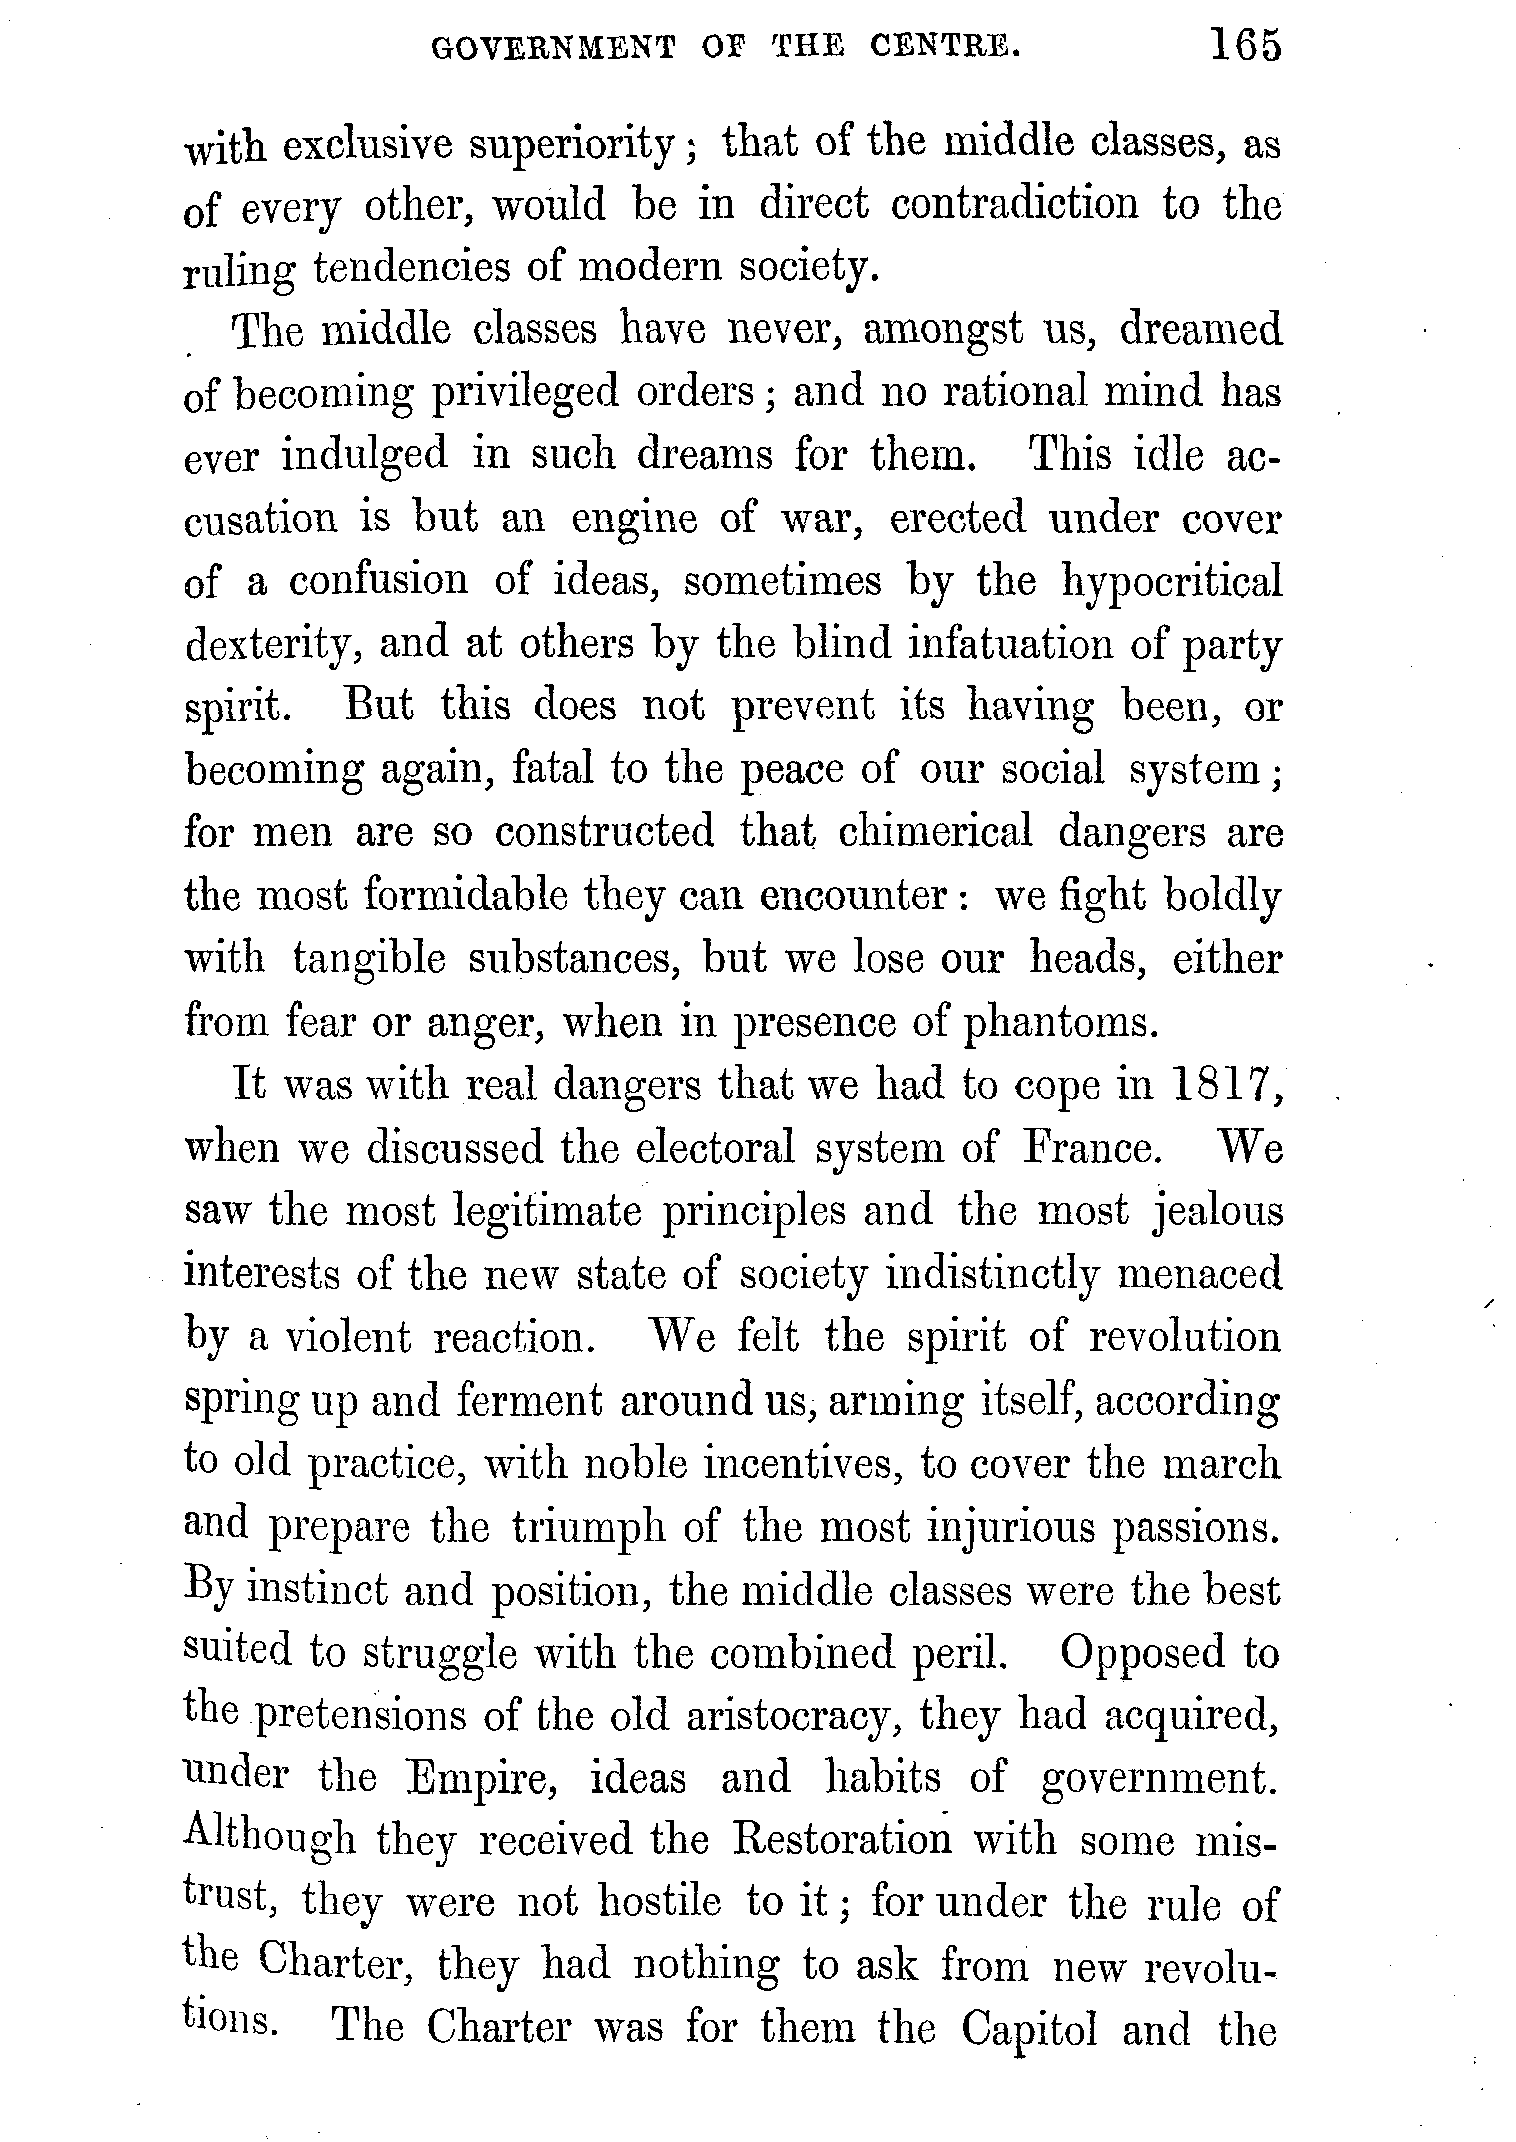 GOVERNMENT OF THE CENTRE. 165
with exclusive superiority; that of the middle classes, as
of every other, would be in direct contradiction to the
ruling tendencies of modern society.
The middle classes have never, amongst us, dreamed
of becoming privileged orders; and no rational mind has
ever indulged in such dreams for them. This idle ac-
cusation is but an engine of war, erected under cover
of a confusion of ideas, sometimes by the hypocritical
dexterity, and at others by the blind infatuation of party
spirit. But this does not prevent its having been, or
becoming again, fatal to the peace of our social system;
for men are so constructed that chimerical dangers are
the most formidable they can encounter: we fight boldly
with tangible substances, but we lose our heads, either
from fear or anger, when in presence of phantoms.
It was with real dangers that we had to cope in 1817,
when we discussed the electoral system of France. We
saw the most legitimate principles and the most jealous
interests of the new state of society indistinctly menaced
by a violent reaction. We felt the spirit of revolution
spring up and ferment around us, arming itself, according
to old practice, with noble incentives, to cover the march
and prepare the triumph of the most injurious passions.
By instinct and position, the middle classes were the best
suited to struggle with the combined peril. Opposed to
the pretensions of the old aristocracy, they had acquired,
under the Empire, ideas and habits of government.
Although they received the Restoration with some mis-
trust, they were not hostile to it; for under the rule of
the Charter, they had nothing to ask from new revolu-
tions. The Charter was for them the Capitol and the